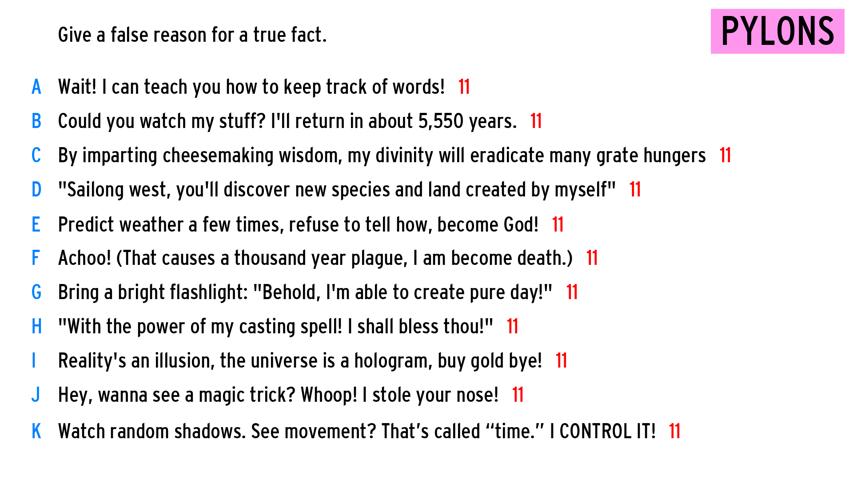 Give a false reason for a true fact.
PYLONS
A Wait! I can teach you how to keep track of words! 11
B Could you watch my stuff? I'll return in about 5,550 years. 11
C By imparting cheesemaking wisdom, my divinity will eradicate many grate hungers 11
D "Sailong west, you'll discover new species and land created by myself" 11
E Predict weather a few times, refuse to tell how, become God! 11
F Achoo! (That causes a thousand year plague, I am become death.) 11
G Bring a bright flashlight: "Behold, I'm able to create pure day!" 11
H "With the power of my casting spell! I shall bless thou!" 11
I Reality's an illusion, the universe is a hologram, buy gold bye! 11
J Hey, wanna see a magic trick? Whoop! I stole your nose! 11
K Watch random shadows. See movement? That’s called “time.” I CONTROL IT! 11